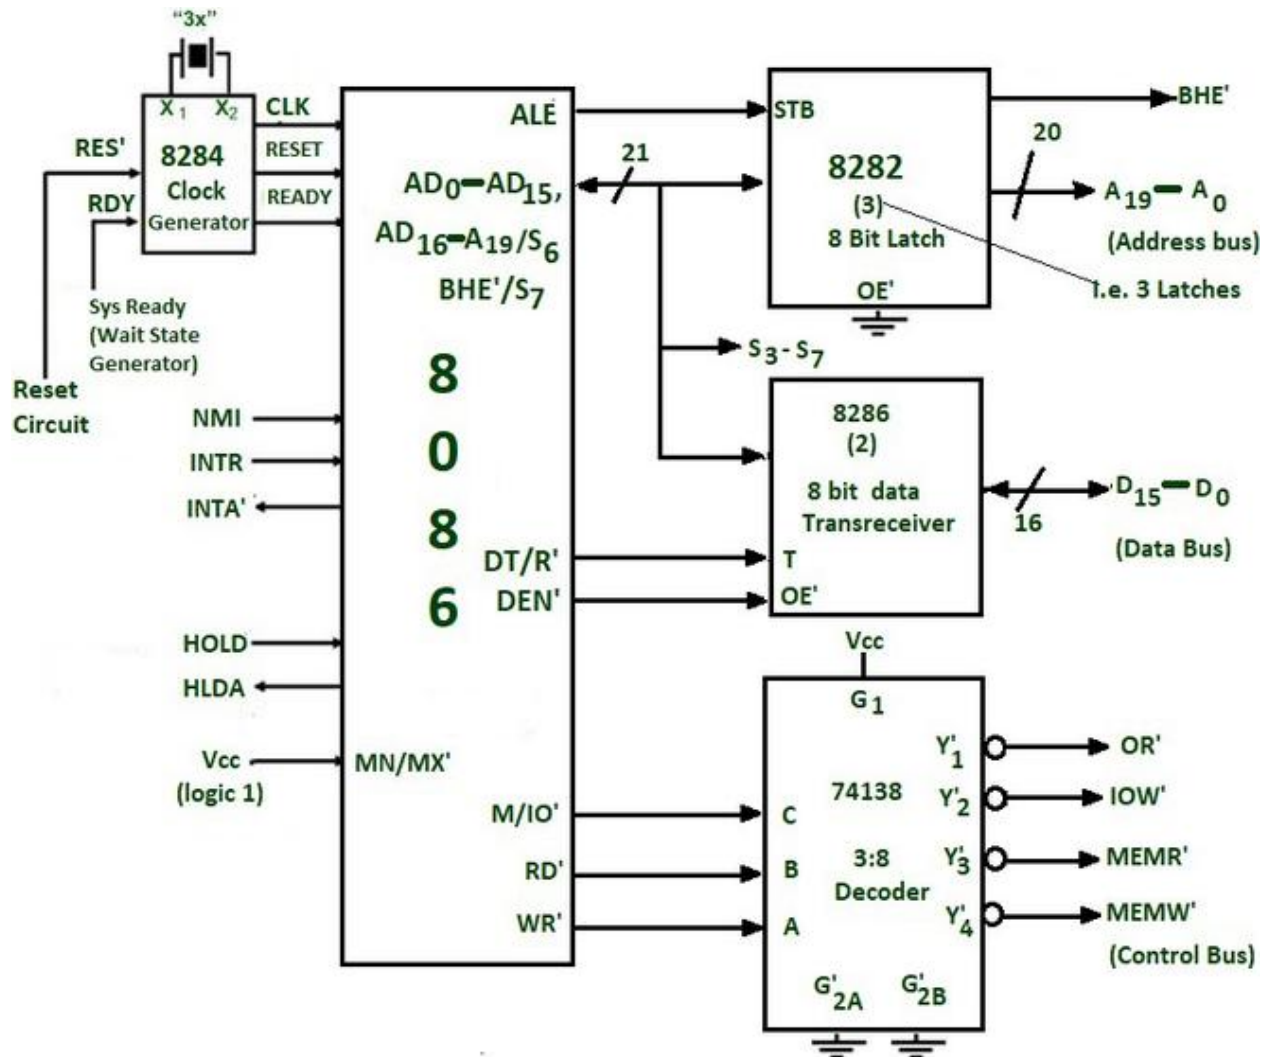 “3x”
X1 X2
8284
Clock
Generator
RES'
RDY
CLK
RESET
READY
Sys Ready
(Wait State
Generator)
Reset
Circuit
NMI
INTR
INTA'
HOLD
HLDA
Vcc
(logic 1)
ALE
AD0-AD15,
AD16-A19/S6
BHE'/S7
8
0
8
6
DT/R'
DEN'
MN/MX'
M/IO'
RD'
WR'
21
STB
8282
(3)
8 Bit Latch
OE'
BHE'
20
A19 - A0
(Address bus)
I.e. 3 Latches
S3 - S7
8286
(2)
8 bit data
Transreceiver
T
OE'
16
D15 - D0
(Data Bus)
Vcc
G1
74138
3:8
Decoder
C
B
A
Y'1
Y'2
Y'3
Y'4
G'2A G'2B
OR'
IOW'
MEMR'
MEMW'
(Control Bus)